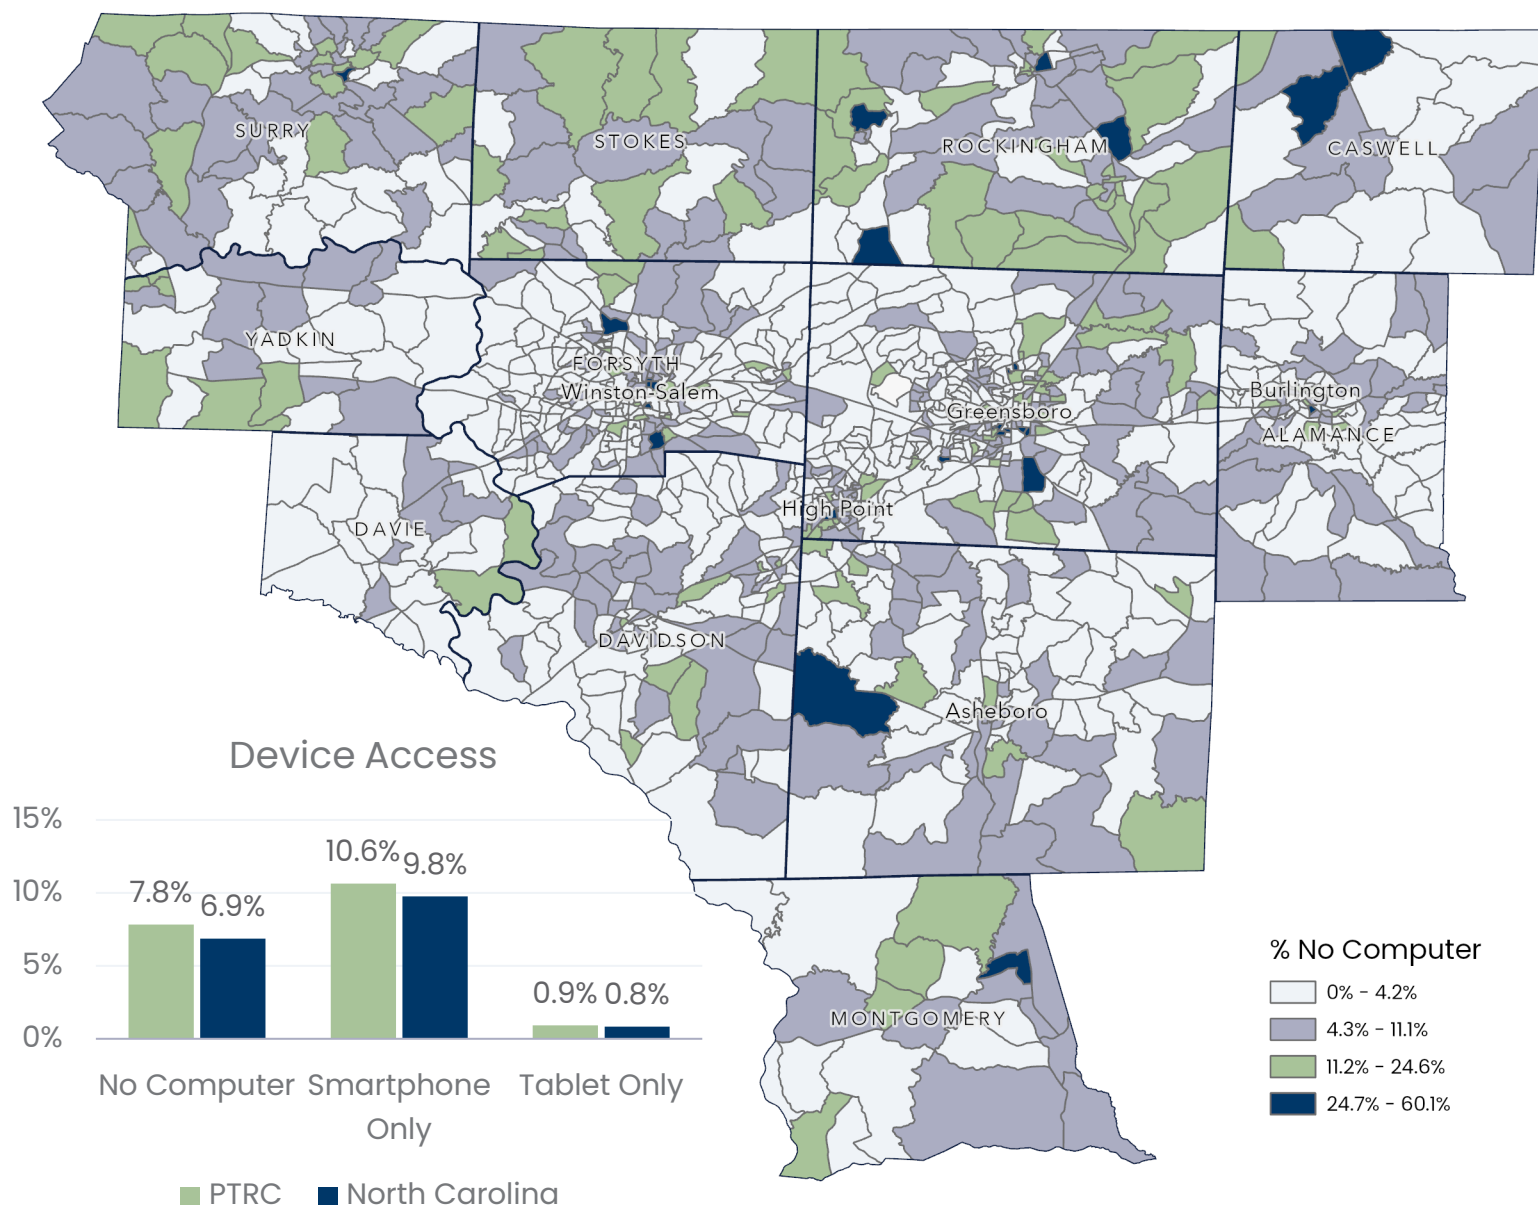 SURRY
STOKES
ROCKINGHAM
CASWELL
YADKIN
FORSYTH
Winston-Salem
Greensboro
Burlington
ALAMANCE
High Point
DAVIE
DAVIDSON
Asheboro
MONTGOMERY
Device Access
15%
10%
5%
0%
7.8%
6.9%
10.6%
9.8%
0.9%
0.8%
No Computer
Smartphone
Only
Tablet Only
PTRC
North Carolina
% No Computer
0% - 4.2%
4.3% - 11.1%
11.2% - 24.6%
24.7% - 60.1%